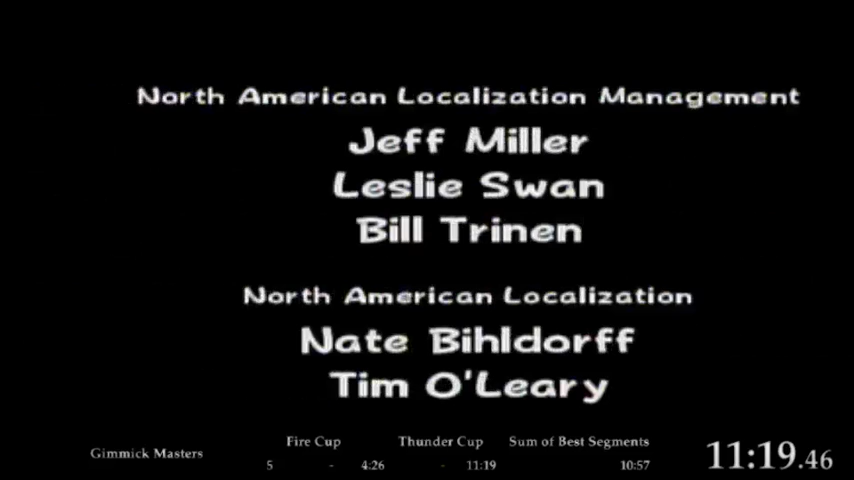 North American Localization Management
Jeff Miller
Leslie Swan
Bill Trinen
North American Localization
Nate Bihldorff
Tim O'Leary
Gimmick Masters
Fire Cup Thunder Cup Sum of Best Segments
5 - 4:26 - 11:19 10:57
11:19.46